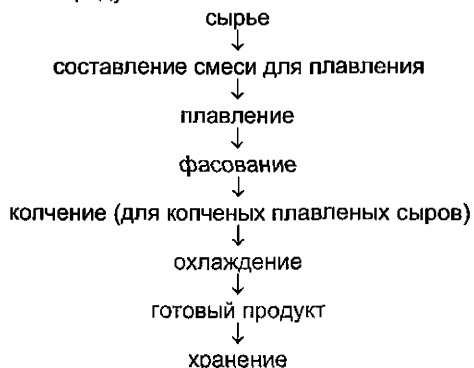 сырье
↓
составление смеси для плавления
↓
плавление
↓
фасование
↓
копчение (для копченых плавленых сыров)
↓
охлаждение
↓
готовый продукт
↓
хранение